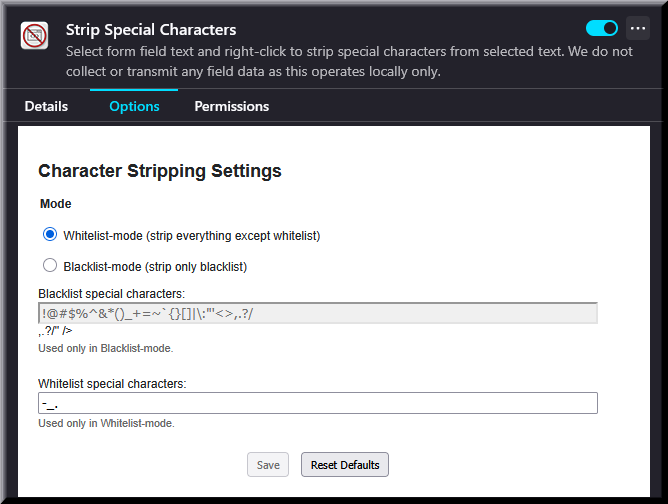 Strip Special Characters
Select form field text and right-click to strip special characters from selected text. We do not
collect or transmit any field data as this operates locally only.
Details Options Permissions
Character Stripping Settings
Mode
Whitelist-mode (strip everything except whitelist)
Blacklist-mode (strip only blacklist)
Blacklist special characters:
!@#$%^&*()_+=~`{}[]|\:"'<>,.?/
,.?/" />
Used only in Blacklist-mode.
Whitelist special characters:
-_.
Used only in Whitelist-mode.
Save Reset Defaults